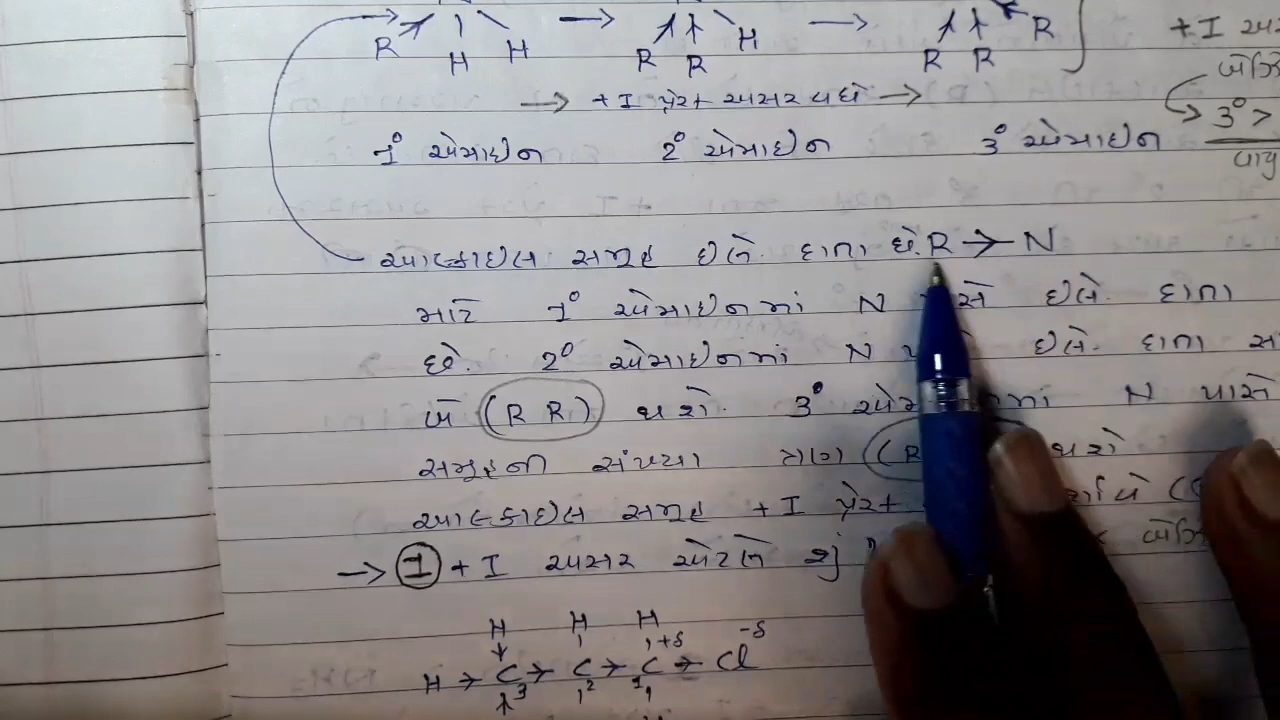 R H H → R R H → R R R + I
→ + I પ્રેરક અસર વધે →
1° એમાઇન 2° એમાઇન 3° એમાઇન 3° >
આલ્કાઇલ સમૂહ ઇલે. દાતા છે. R → N
માટે 1° એમાઇનમાં N ઇલે. દાતા
છે. 2° એમાઇનમાં N ઇલે. દાતા
બે (R R) થશે. 3° N પાસે
સમૂહની સંખ્યા ત્રણ (R થશે
આલ્કાઇલ સમૂહ + I પ્રેરક
→ 1 + I અસર એટલે શું ?
H H H
H → C → C → C → Cl
+δ -δ
3 2 1